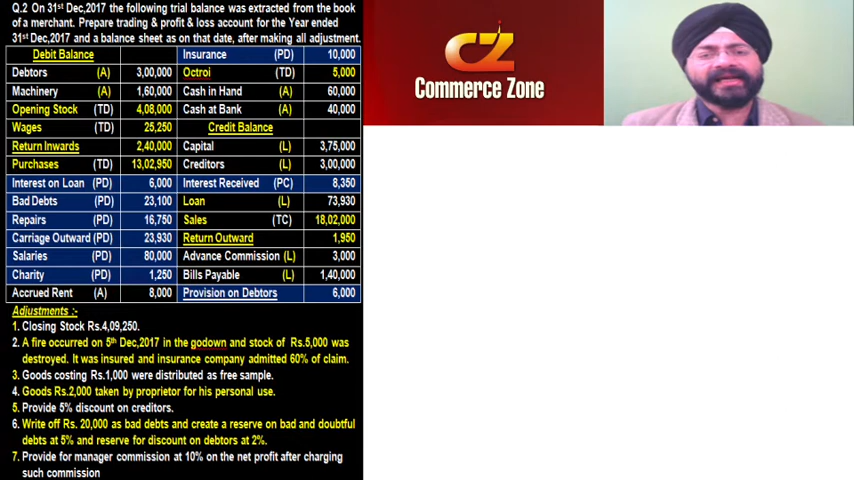 Q.2 On 31st Dec,2017 the following trial balance was extracted from the book
of a merchant. Prepare trading & profit & loss account for the Year ended
31st Dec,2017 and a balance sheet as on that date, after making all adjustment.
Debit Balance
Debtors (A) 3,00,000
Machinery (A) 1,60,000
Opening Stock (TD) 4,08,000
Wages (TD) 25,250
Return Inwards 2,40,000
Purchases (TD) 13,02,950
Interest on Loan (PD) 6,000
Bad Debts (PD) 23,100
Repairs (PD) 16,750
Carriage Outward (PD) 23,930
Salaries (PD) 80,000
Charity (PD) 1,250
Accrued Rent (A) 8,000
Insurance (PD) 10,000
Octroi (TD) 5,000
Cash in Hand (A) 60,000
Cash at Bank (A) 40,000
Credit Balance
Capital (L) 3,75,000
Creditors (L) 3,00,000
Interest Received (PC) 8,350
Loan (L) 73,930
Sales (TC) 18,02,000
Return Outward 1,950
Advance Commission (L) 3,000
Bills Payable (L) 1,40,000
Provision on Debtors 6,000
Adjustments :-
1. Closing Stock Rs.4,09,250.
2. A fire occurred on 5th Dec,2017 in the godown and stock of Rs.5,000 was
destroyed. It was insured and insurance company admitted 60% of claim.
3. Goods costing Rs.1,000 were distributed as free sample.
4. Goods Rs.2,000 taken by proprietor for his personal use.
5. Provide 5% discount on creditors.
6. Write off Rs. 20,000 as bad debts and create a reserve on bad and doubtful
debts at 5% and reserve for discount on debtors at 2%.
7. Provide for manager commission at 10% on the net profit after charging
such commission
CZ
Commerce Zone